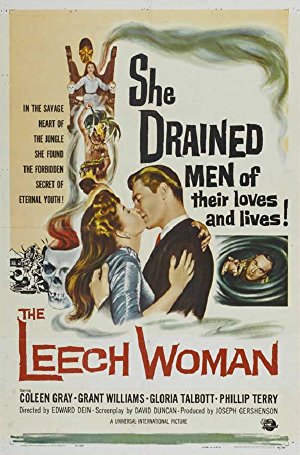 She
DRAINED
MEN of
their loves
and lives!
IN THE SAVAGE
HEART OF
THE JUNGLE
SHE FOUND
THE FORBIDDEN
SECRET OF
ETERNAL YOUTH!
THE
LEECH WOMAN
Starring
COLEEN GRAY • GRANT WILLIAMS • GLORIA TALBOTT • PHILLIP TERRY
Directed by EDWARD DEIN • Screenplay by DAVID DUNCAN • Produced by JOSEPH GERSHENSON
A UNIVERSAL INTERNATIONAL PICTURE